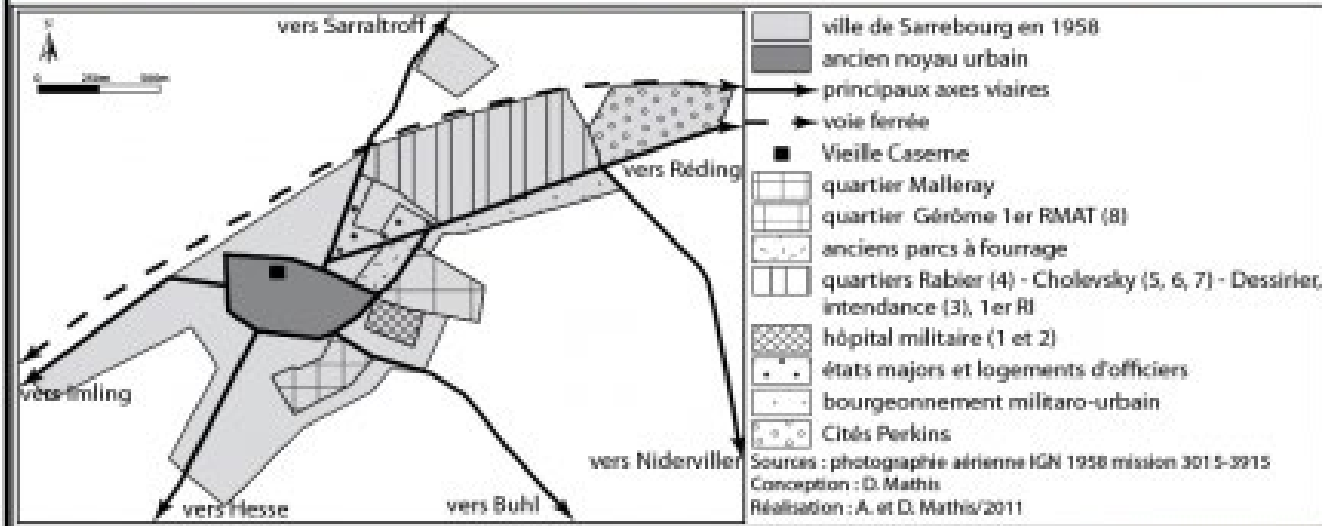 N
0 250m 500m
vers Sarraltroff
vers Réding
vers Imling
vers Niderviller
vers Hesse
vers Buhl
ville de Sarrebourg en 1958
ancien noyau urbain
principaux axes viaires
voie ferrée
Vieille Caserne
quartier Malleray
quartier Gérôme 1er RMAT (8)
anciens parcs à fourrage
quartiers Rabier (4) - Cholevsky (5, 6, 7) - Dessirier,
intendance (3), 1er RI
hôpital militaire (1 et 2)
états majors et logements d'officiers
bourgeonnement militaro-urbain
Cités Perkins
Sources : photographie aérienne IGN 1958 mission 3015-3915
Conception : D. Mathis
Réalisation : A. et D. Mathis/2011